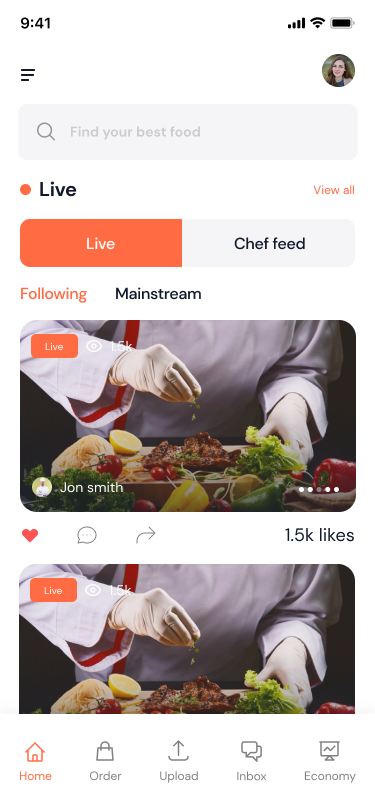 9:41
Find your best food
Live
View all
Live
Chef feed
Following
Mainstream
Live
1.5k
Jon smith
1.5k likes
Live
1.5k
Home
Order
Upload
Inbox
Economy